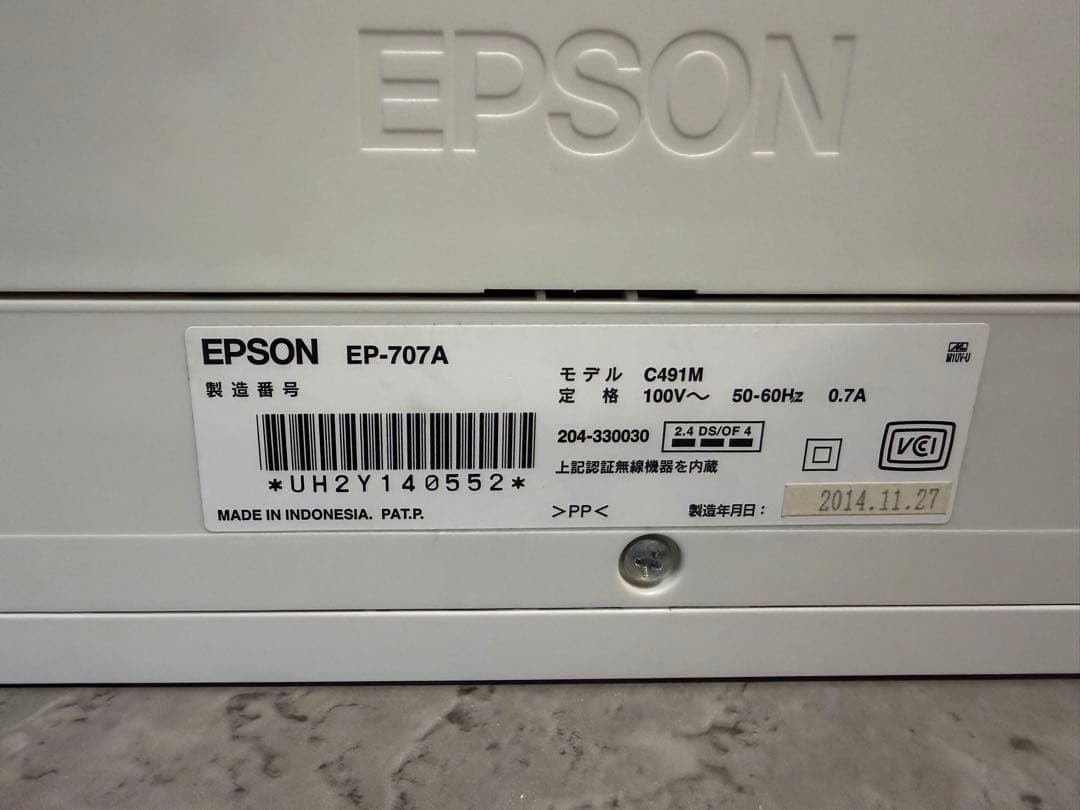 EPSON
EPSON EP-707A
製造番号
*UH2Y140552*
MADE IN INDONESIA. PAT.P.
モデル C491M
定格 100V～ 50-60Hz 0.7A
204-330030 2.4 DS/OF 4
上記認証無線機器を内蔵
>PP<
製造年月日：2014.11.27
VCI
M1UV-U